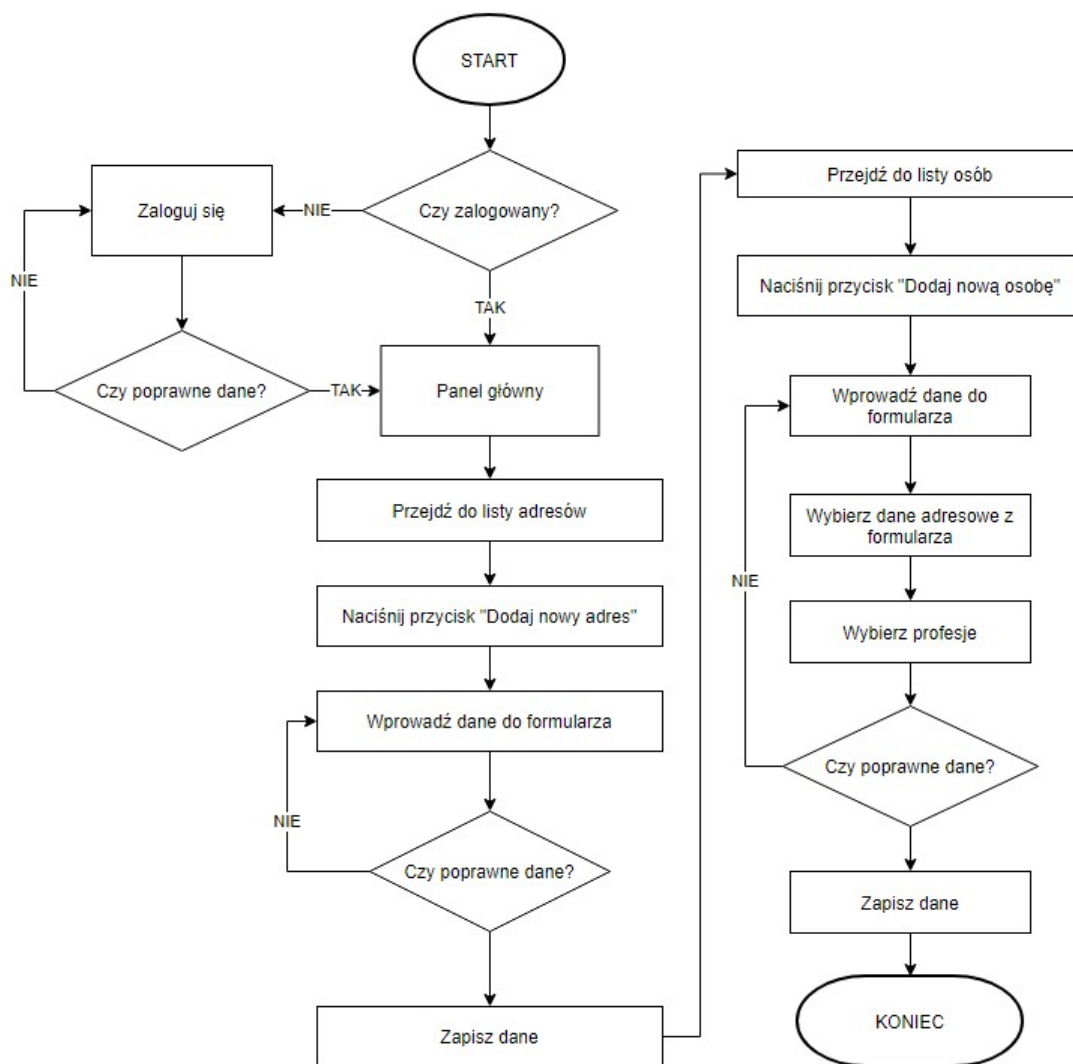 START
Czy zalogowany?
NIE
Zaloguj się
NIE
Czy poprawne dane?
TAK
TAK
Panel główny
Przejdź do listy adresów
Naciśnij przycisk "Dodaj nowy adres"
Wprowadź dane do formularza
NIE
Czy poprawne dane?
Zapisz dane
Przejdź do listy osób
Naciśnij przycisk "Dodaj nową osobę"
Wprowadź dane do
formularza
Wybierz dane adresowe z
formularza
NIE
Wybierz profesje
Czy poprawne dane?
Zapisz dane
KONIEC